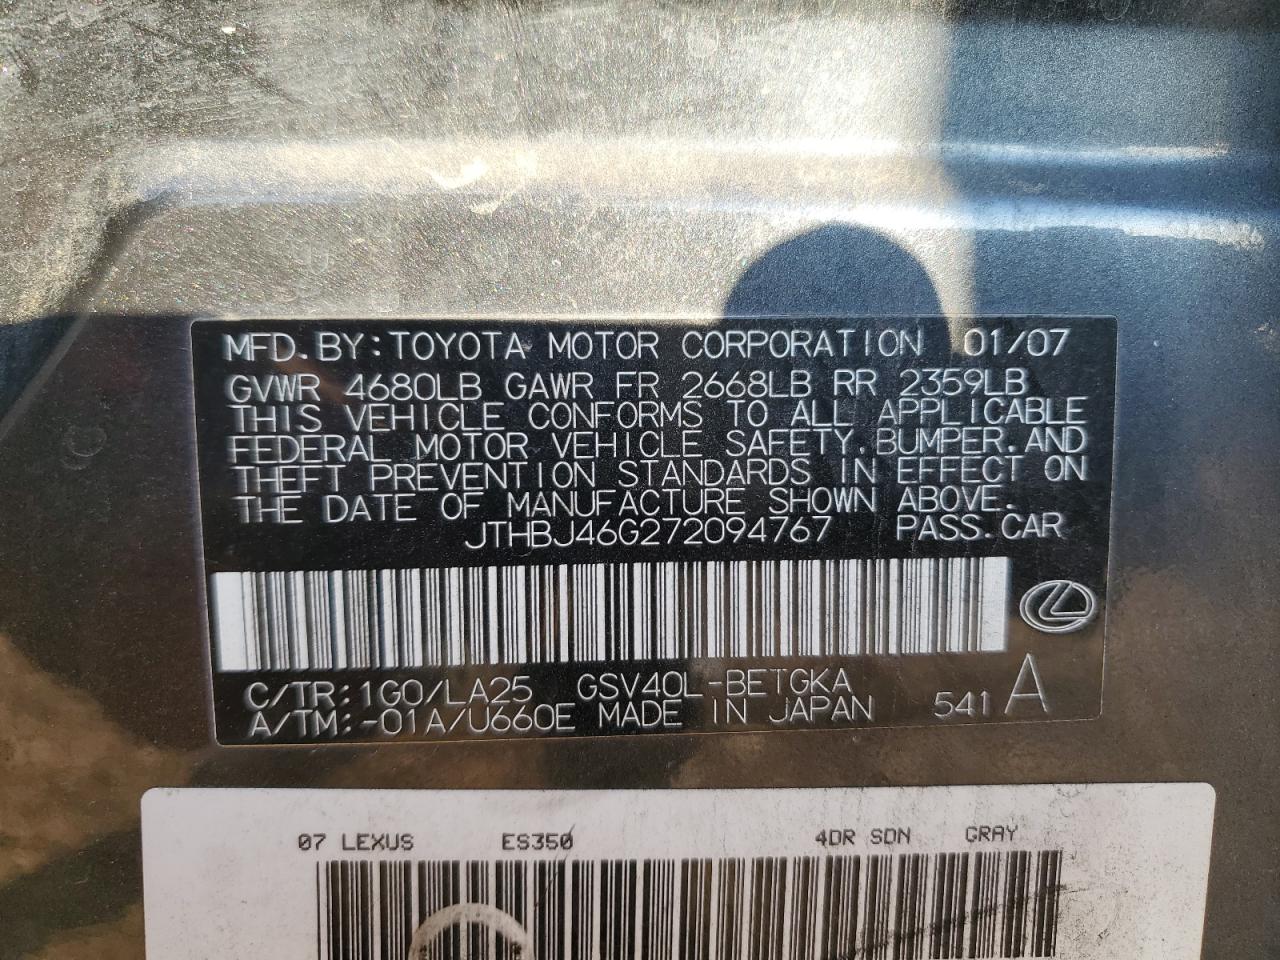 MFD. BY: TOYOTA MOTOR CORPORATION 01/07
GVWR 4680LB GAWR FR 2668LB RR 2359LB
THIS VEHICLE CONFORMS TO ALL APPLICABLE
FEDERAL MOTOR VEHICLE SAFETY, BUMPER, AND
THEFT PREVENTION STANDARDS IN EFFECT ON
THE DATE OF MANUFACTURE SHOWN ABOVE.
JTHBJ46G272094767 PASS. CAR
C/TR: 1G0/LA25 GSV40L-BETGKA
A/TM: -01A/U660E MADE IN JAPAN 541 A
07 LEXUS ES350 4DR SDN GRAY